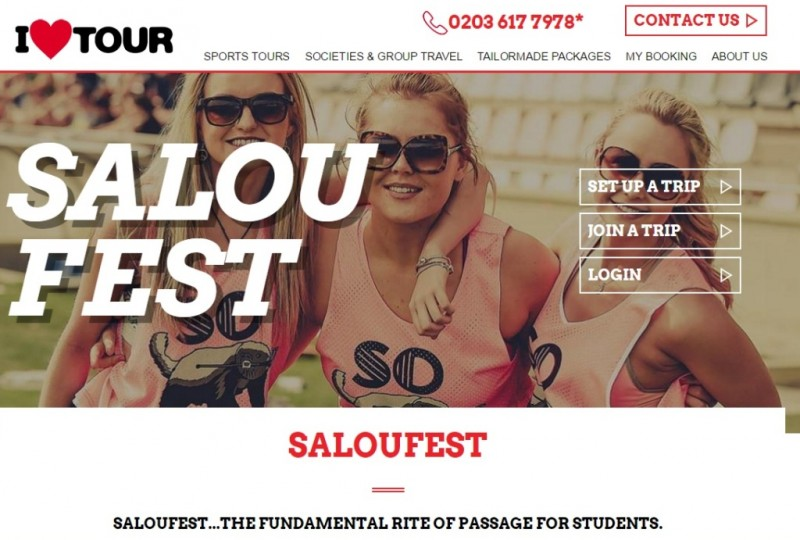 I TOUR
0203 617 7978*
CONTACT US
SPORTS TOURS SOCIETIES & GROUP TRAVEL TAILORMADE PACKAGES MY BOOKING ABOUT US
SALOU
FEST
SET UP A TRIP
JOIN A TRIP
LOGIN
SO
SO
SO
SALOUFEST
SALOUFEST...THE FUNDAMENTAL RITE OF PASSAGE FOR STUDENTS.